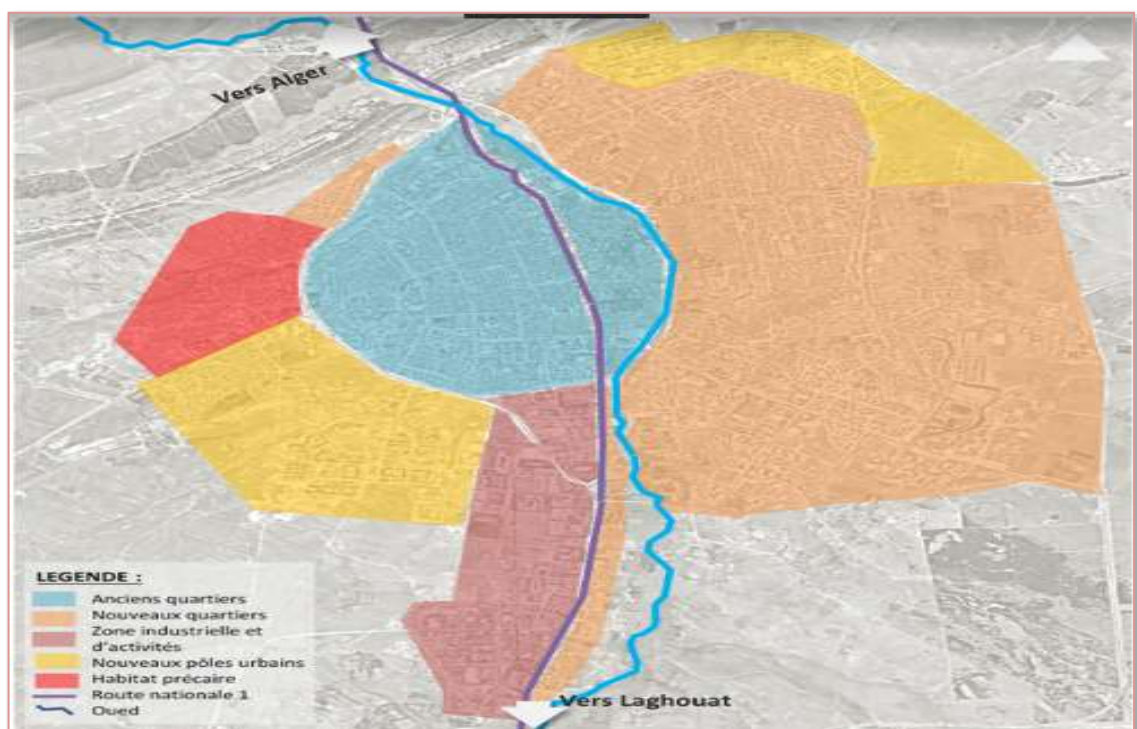 Vers Alger
LEGENDE :
Anciens quartiers
Nouveaux quartiers
Zone industrielle et
d'activités
Nouveaux pôles urbains
Habitat précaire
Route nationale 1
Oued
Vers Laghouat